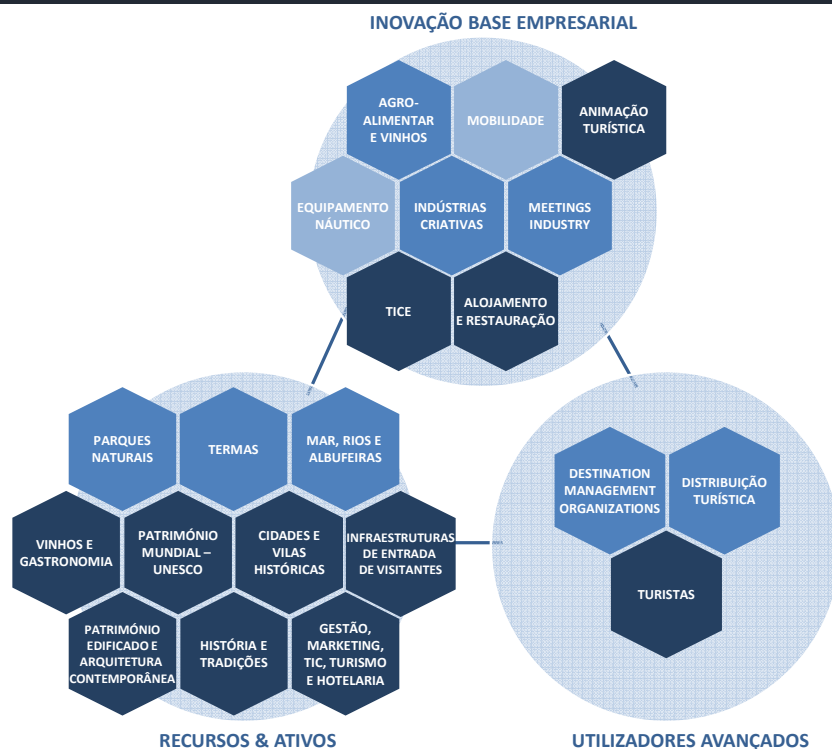 INOVAÇÃO BASE EMPRESARIAL
AGRO-
ALIMENTAR
E VINHOS
MOBILIDADE
ANIMAÇÃO
TURÍSTICA
EQUIPAMENTO
NÁUTICO
INDÚSTRIAS
CRIATIVAS
MEETINGS
INDUSTRY
TICE
ALOJAMENTO
E RESTAURAÇÃO
PARQUES
NATURAIS
TERMAS
MAR, RIOS E
ALBUFEIRAS
VINHOS E
GASTRONOMIA
PATRIMÓNIO
MUNDIAL –
UNESCO
CIDADES E
VILAS
HISTÓRICAS
INFRAESTRUTURAS
DE ENTRADA
DE VISITANTES
PATRIMÓNIO
EDIFICADO E
ARQUITETURA
CONTEMPORÂNEA
HISTÓRIA E
TRADIÇÕES
GESTÃO,
MARKETING,
TIC, TURISMO
E HOTELARIA
RECURSOS & ATIVOS
DESTINATION
MANAGEMENT
ORGANIZATIONS
DISTRIBUIÇÃO
TURÍSTICA
TURISTAS
UTILIZADORES AVANÇADOS